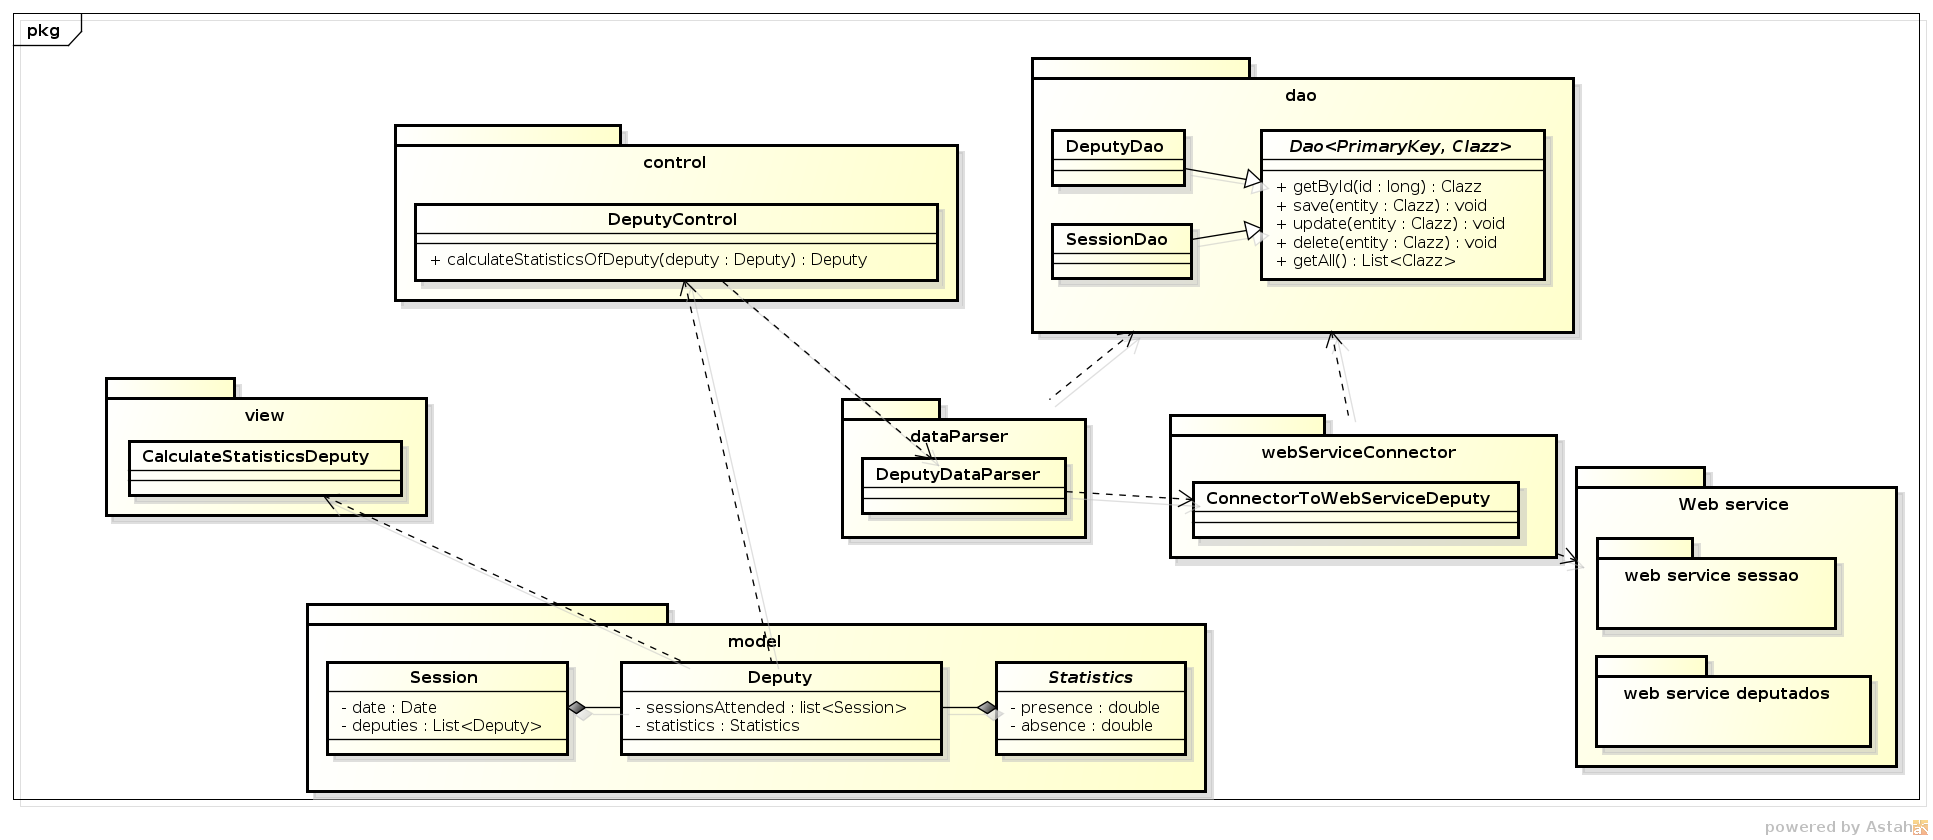 pkg
dao
DeputyDao
Dao<PrimaryKey, Clazz>
+ getById(id : long) : Clazz
+ save(entity : Clazz) : void
+ update(entity : Clazz) : void
+ delete(entity : Clazz) : void
+ getAll() : List<Clazz>
SessionDao
control
DeputyControl
+ calculateStatisticsOfDeputy(deputy : Deputy) : Deputy
view
CalculateStatisticsDeputy
dataParser
DeputyDataParser
webServiceConnector
ConnectorToWebServiceDeputy
Web service
web service sessao
web service deputados
model
Session
- date : Date
- deputies : List<Deputy>
Deputy
- sessionsAttended : list<Session>
- statistics : Statistics
Statistics
- presence : double
- absence : double
powered by Astah